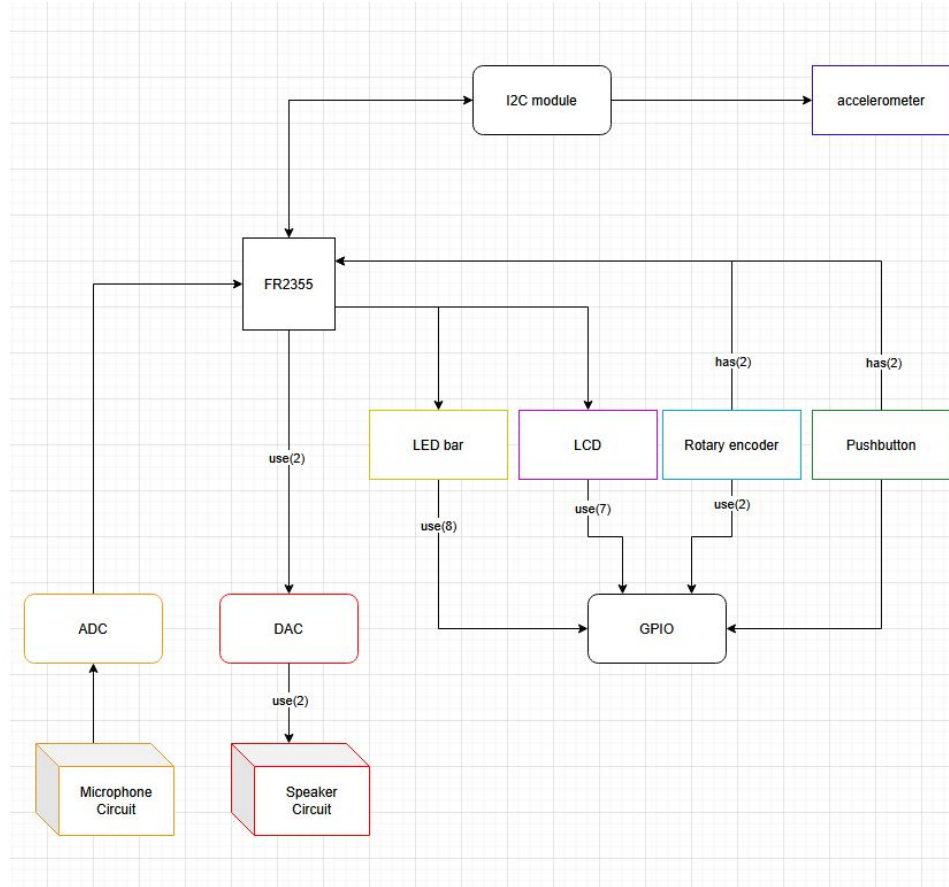 I2C module
accelerometer
FR2355
has(2)
has(2)
LED bar
LCD
Rotary encoder
Pushbutton
use(2)
use(8)
use(7)
use(2)
ADC
DAC
GPIO
use(2)
Microphone
Circuit
Speaker
Circuit